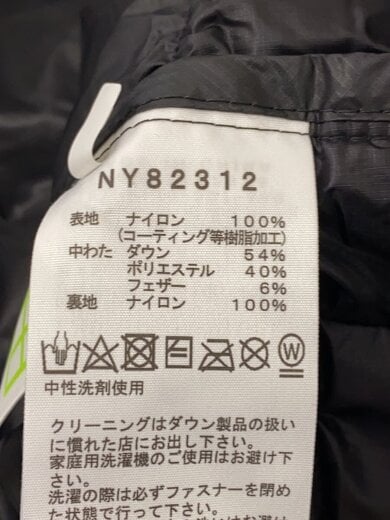 NY82312
表地 ナイロン 100%
(コーティング等樹脂加工)
中わた ダウン 54%
ポリエステル 40%
フェザー 6%
裏地 ナイロン 100%
W
中性洗剤使用
クリーニングはダウン製品の扱い
に慣れた店にお出し下さい。
家庭用洗濯機のご使用はお避け下
さい。
洗濯の際は必ずファスナーを閉め
た状態で行って下さい。